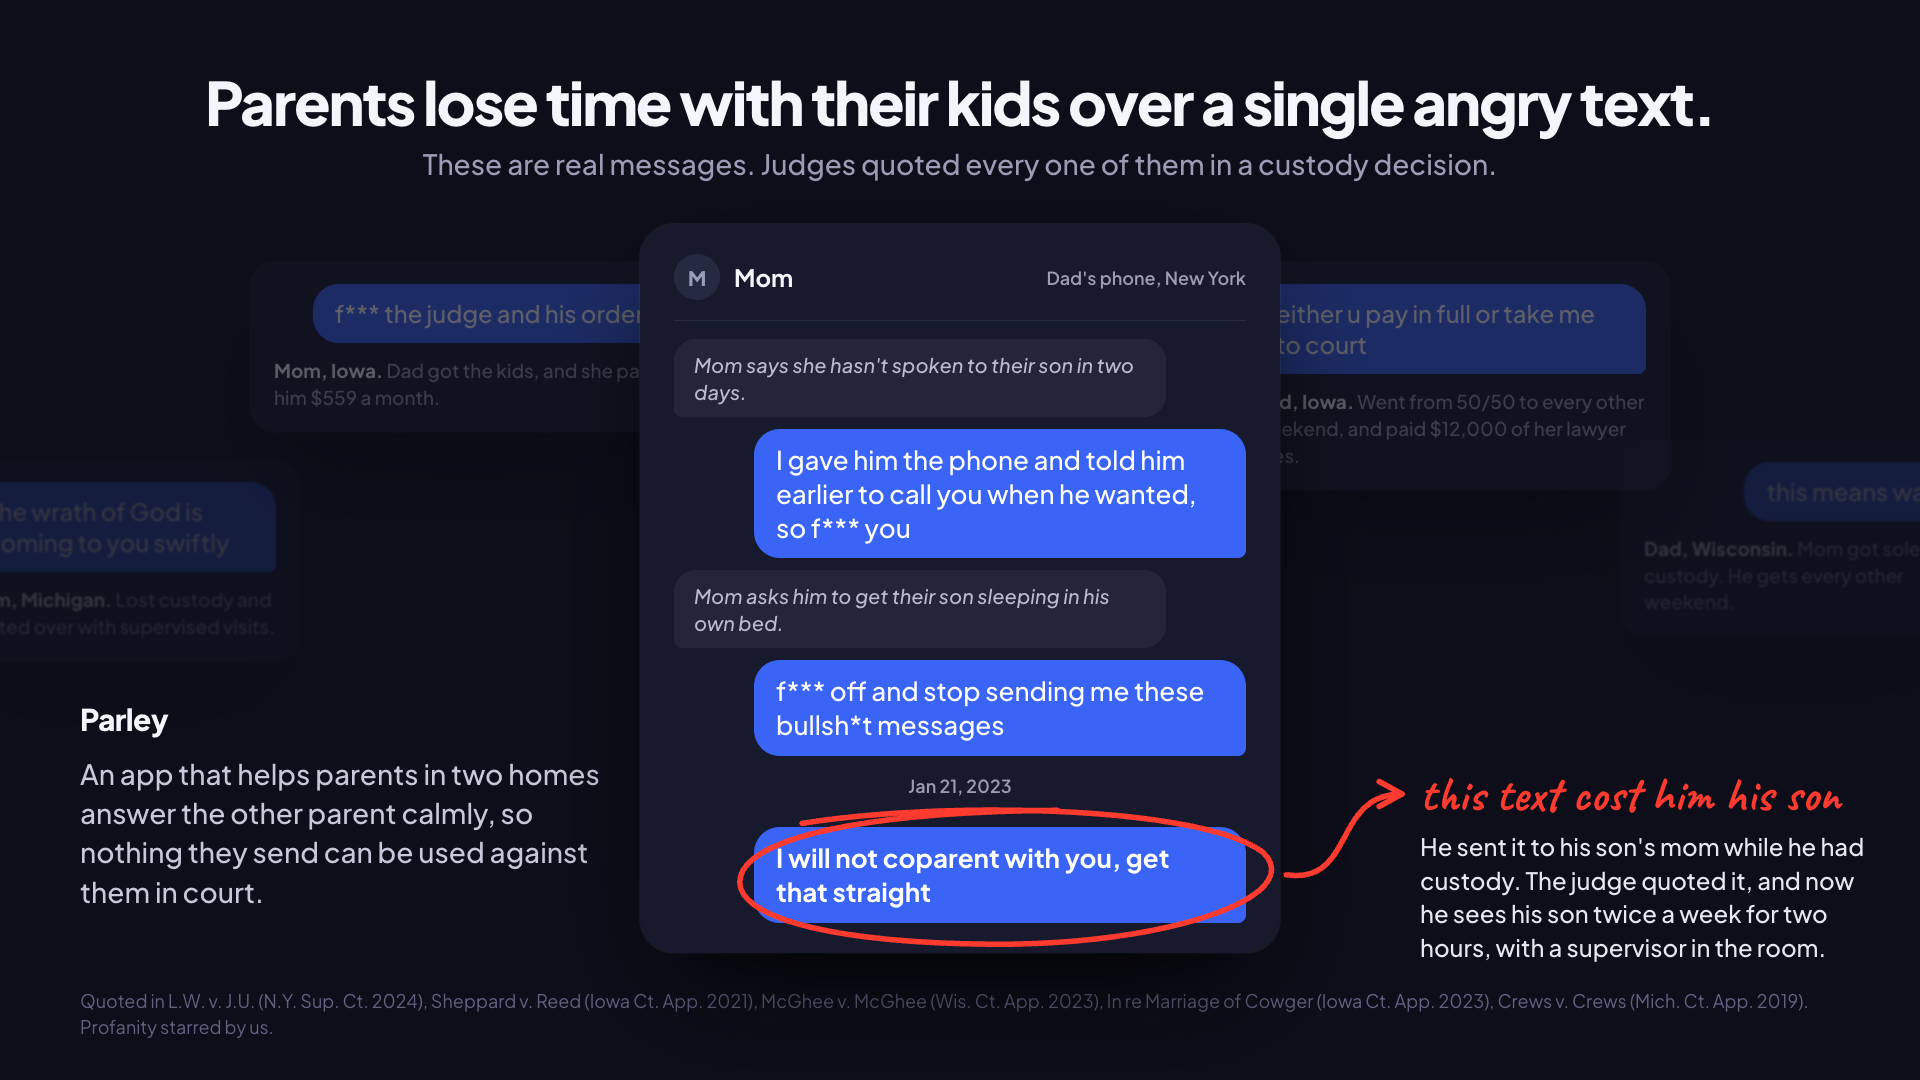 Parents lose time with their kids over a single angry text.
These are real messages. Judges quoted every one of them in a custody decision.
f*** the judge and his order
Mom, Iowa. Dad got the kids, and she pa
him $559 a month.
he wrath of God is
oming to you swiftly
m, Michigan. Lost custody and
ted over with supervised visits.
M
Mom
Dad's phone, New York
Mom says she hasn't spoken to their son in two
days.
I gave him the phone and told him
earlier to call you when he wanted,
so f*** you
Mom asks him to get their son sleeping in his
own bed.
f*** off and stop sending me these
bullsh*t messages
Jan 21, 2023
I will not coparent with you, get
that straight
either u pay in full or take me
to court
d, Iowa. Went from 50/50 to every other
ekend, and paid $12,000 of her lawyer
es.
this means wa
Dad, Wisconsin. Mom got sole
custody. He gets every other
weekend.
Parley
An app that helps parents in two homes
answer the other parent calmly, so
nothing they send can be used against
them in court.
this text cost him his son
He sent it to his son's mom while he had
custody. The judge quoted it, and now
he sees his son twice a week for two
hours, with a supervisor in the room.
Quoted in L.W. v. J.U. (N.Y. Sup. Ct. 2024), Sheppard v. Reed (Iowa Ct. App. 2021), McGhee v. McGhee (Wis. Ct. App. 2023), In re Marriage of Cowger (Iowa Ct. App. 2023), Crews v. Crews (Mich. Ct. App. 2019).
Profanity starred by us.